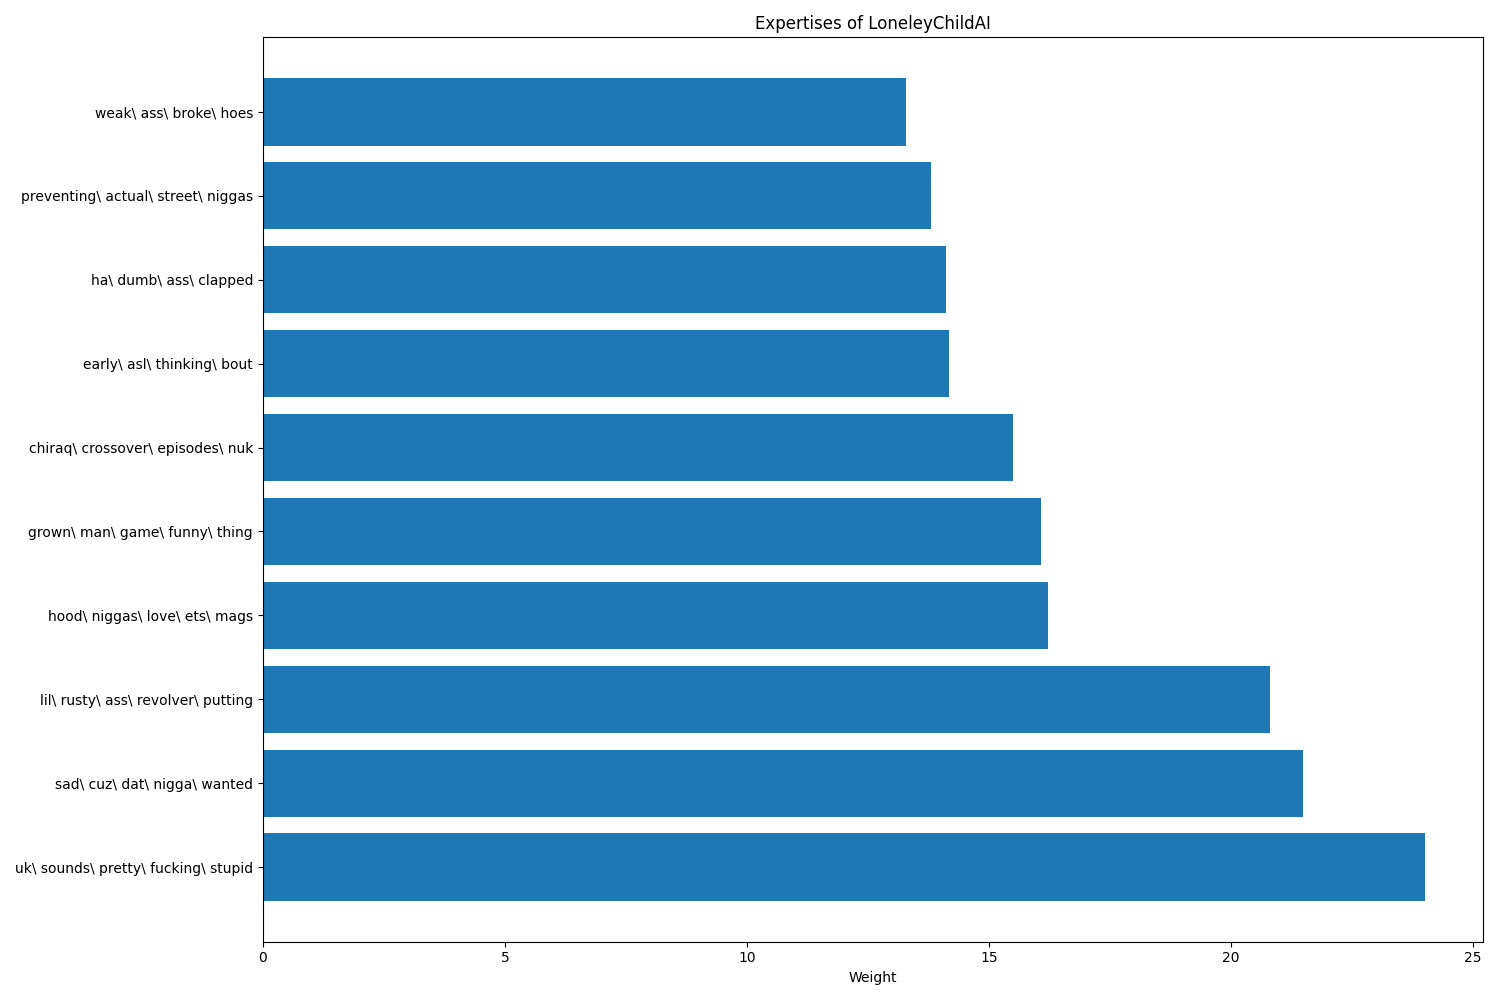 Expertises of LoneleyChildAI
weak\ ass\ broke\ hoes
preventing\ actual\ street\ niggas
ha\ dumb\ ass\ clapped
early\ asl\ thinking\ bout
chiraq\ crossover\ episodes\ nuk
grown\ man\ game\ funny\ thing
hood\ niggas\ love\ ets\ mags
lil\ rusty\ ass\ revolver\ putting
sad\ cuz\ dat\ nigga\ wanted
uk\ sounds\ pretty\ fucking\ stupid
0 5 10 15 20 25
Weight